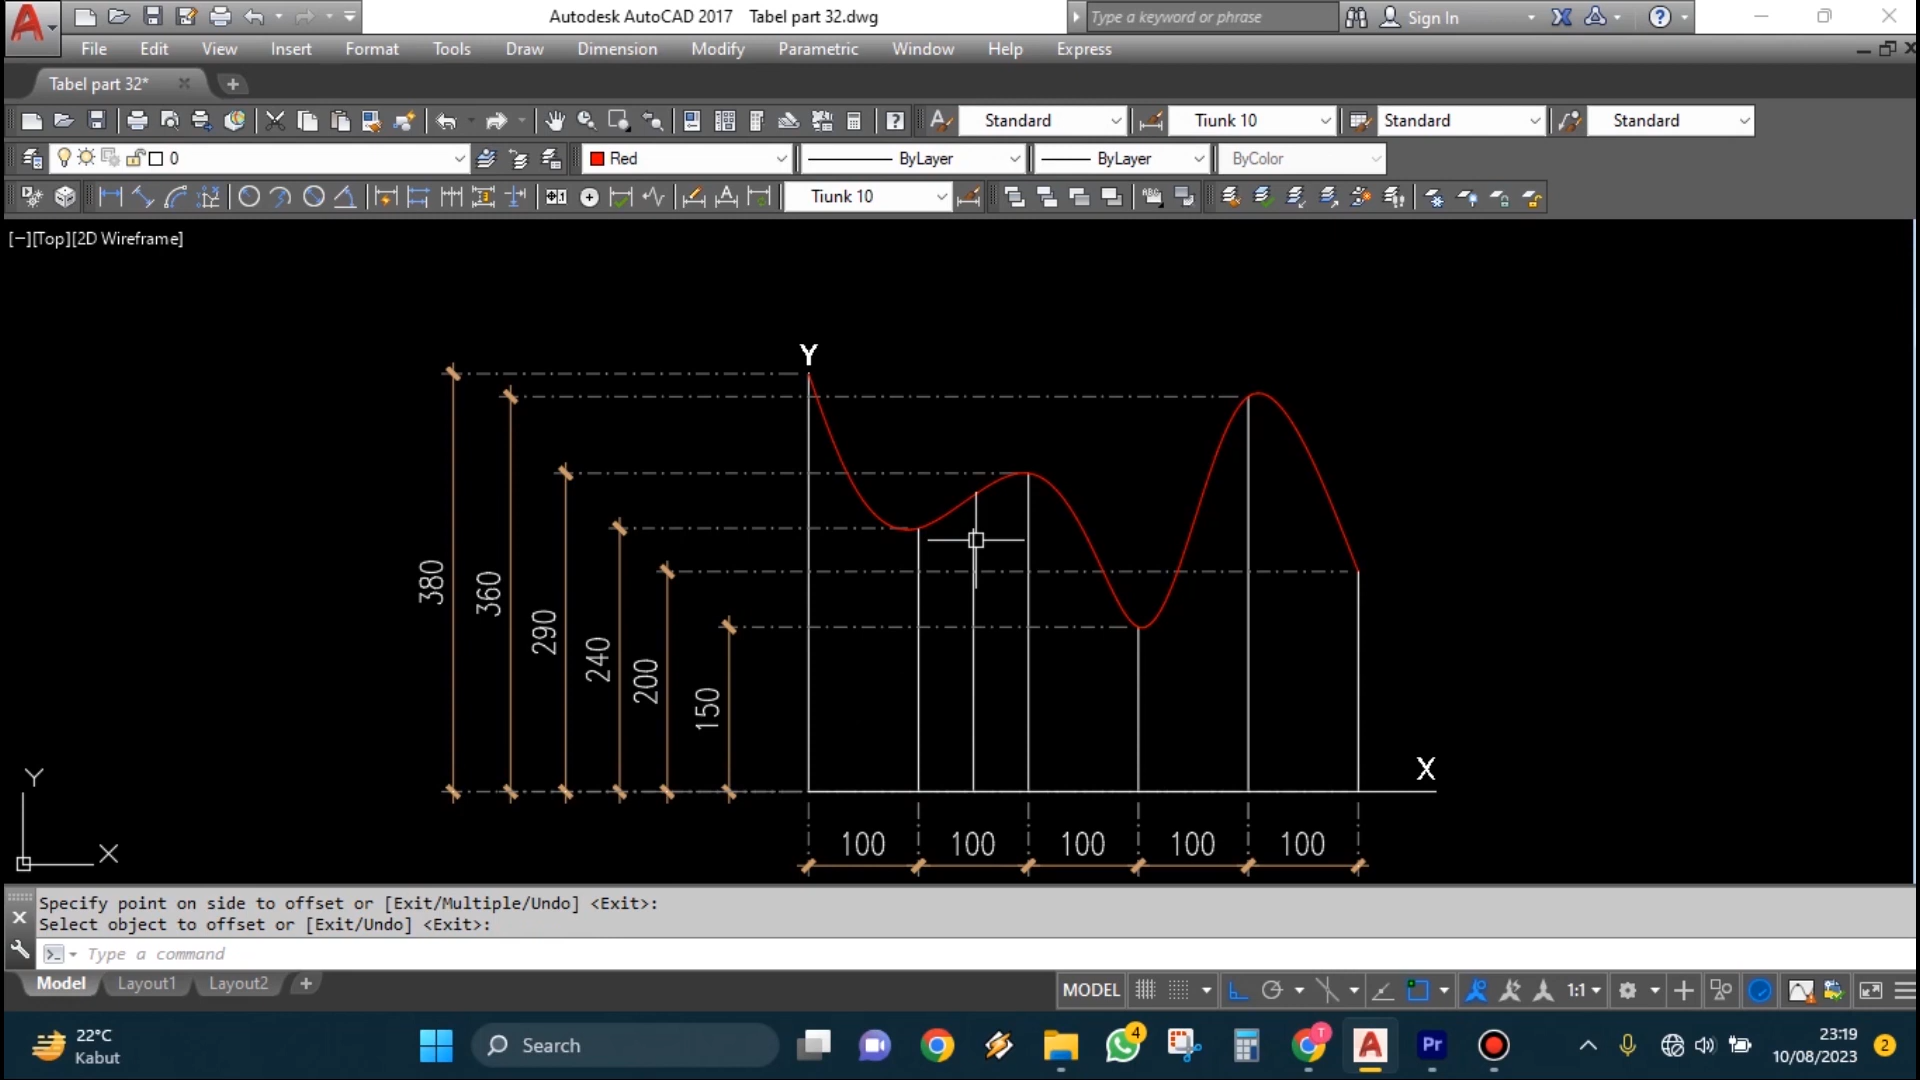 Autodesk AutoCAD 2017 Tabel part 32.dwg
Type a keyword or phrase
Sign In
File Edit View Insert Format Tools Draw Dimension Modify Parametric Window Help Express
Tabel part 32*
Standard Tiunk 10 Standard Standard
0 Red ByLayer ByLayer ByColor
Tiunk 10
[−][Top][2D Wireframe]
Y
380
360
290
240
200
150
X
Y
X
100 100 100 100 100
Specify point on side to offset or [Exit/Multiple/Undo] <Exit>:
Select object to offset or [Exit/Undo] <Exit>:
Type a command
Model Layout1 Layout2 +
MODEL 1:1
22°C
Kabut
Search
4
T
A
Pr
23:19
10/08/2023
2